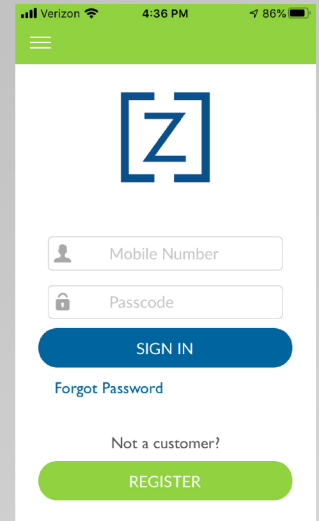 Verizon 4:36 PM 86%
[Z]
Mobile Number
Passcode
SIGN IN
Forgot Password
Not a customer?
REGISTER